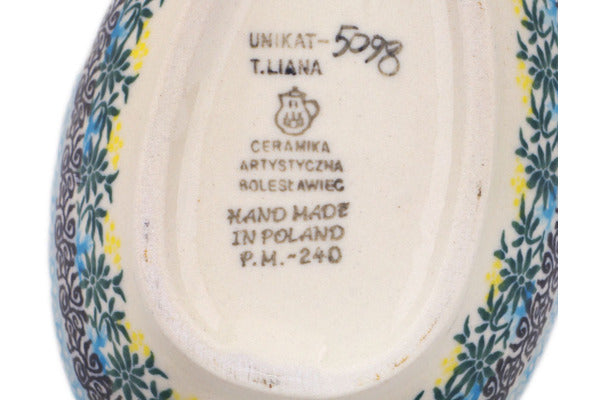 UNIKAT-5098
T.LIANA
CERAMIKA
ARTYSTYCZNA
BOLESŁAWIEC
HAND MADE
IN POLAND
P.M.-240